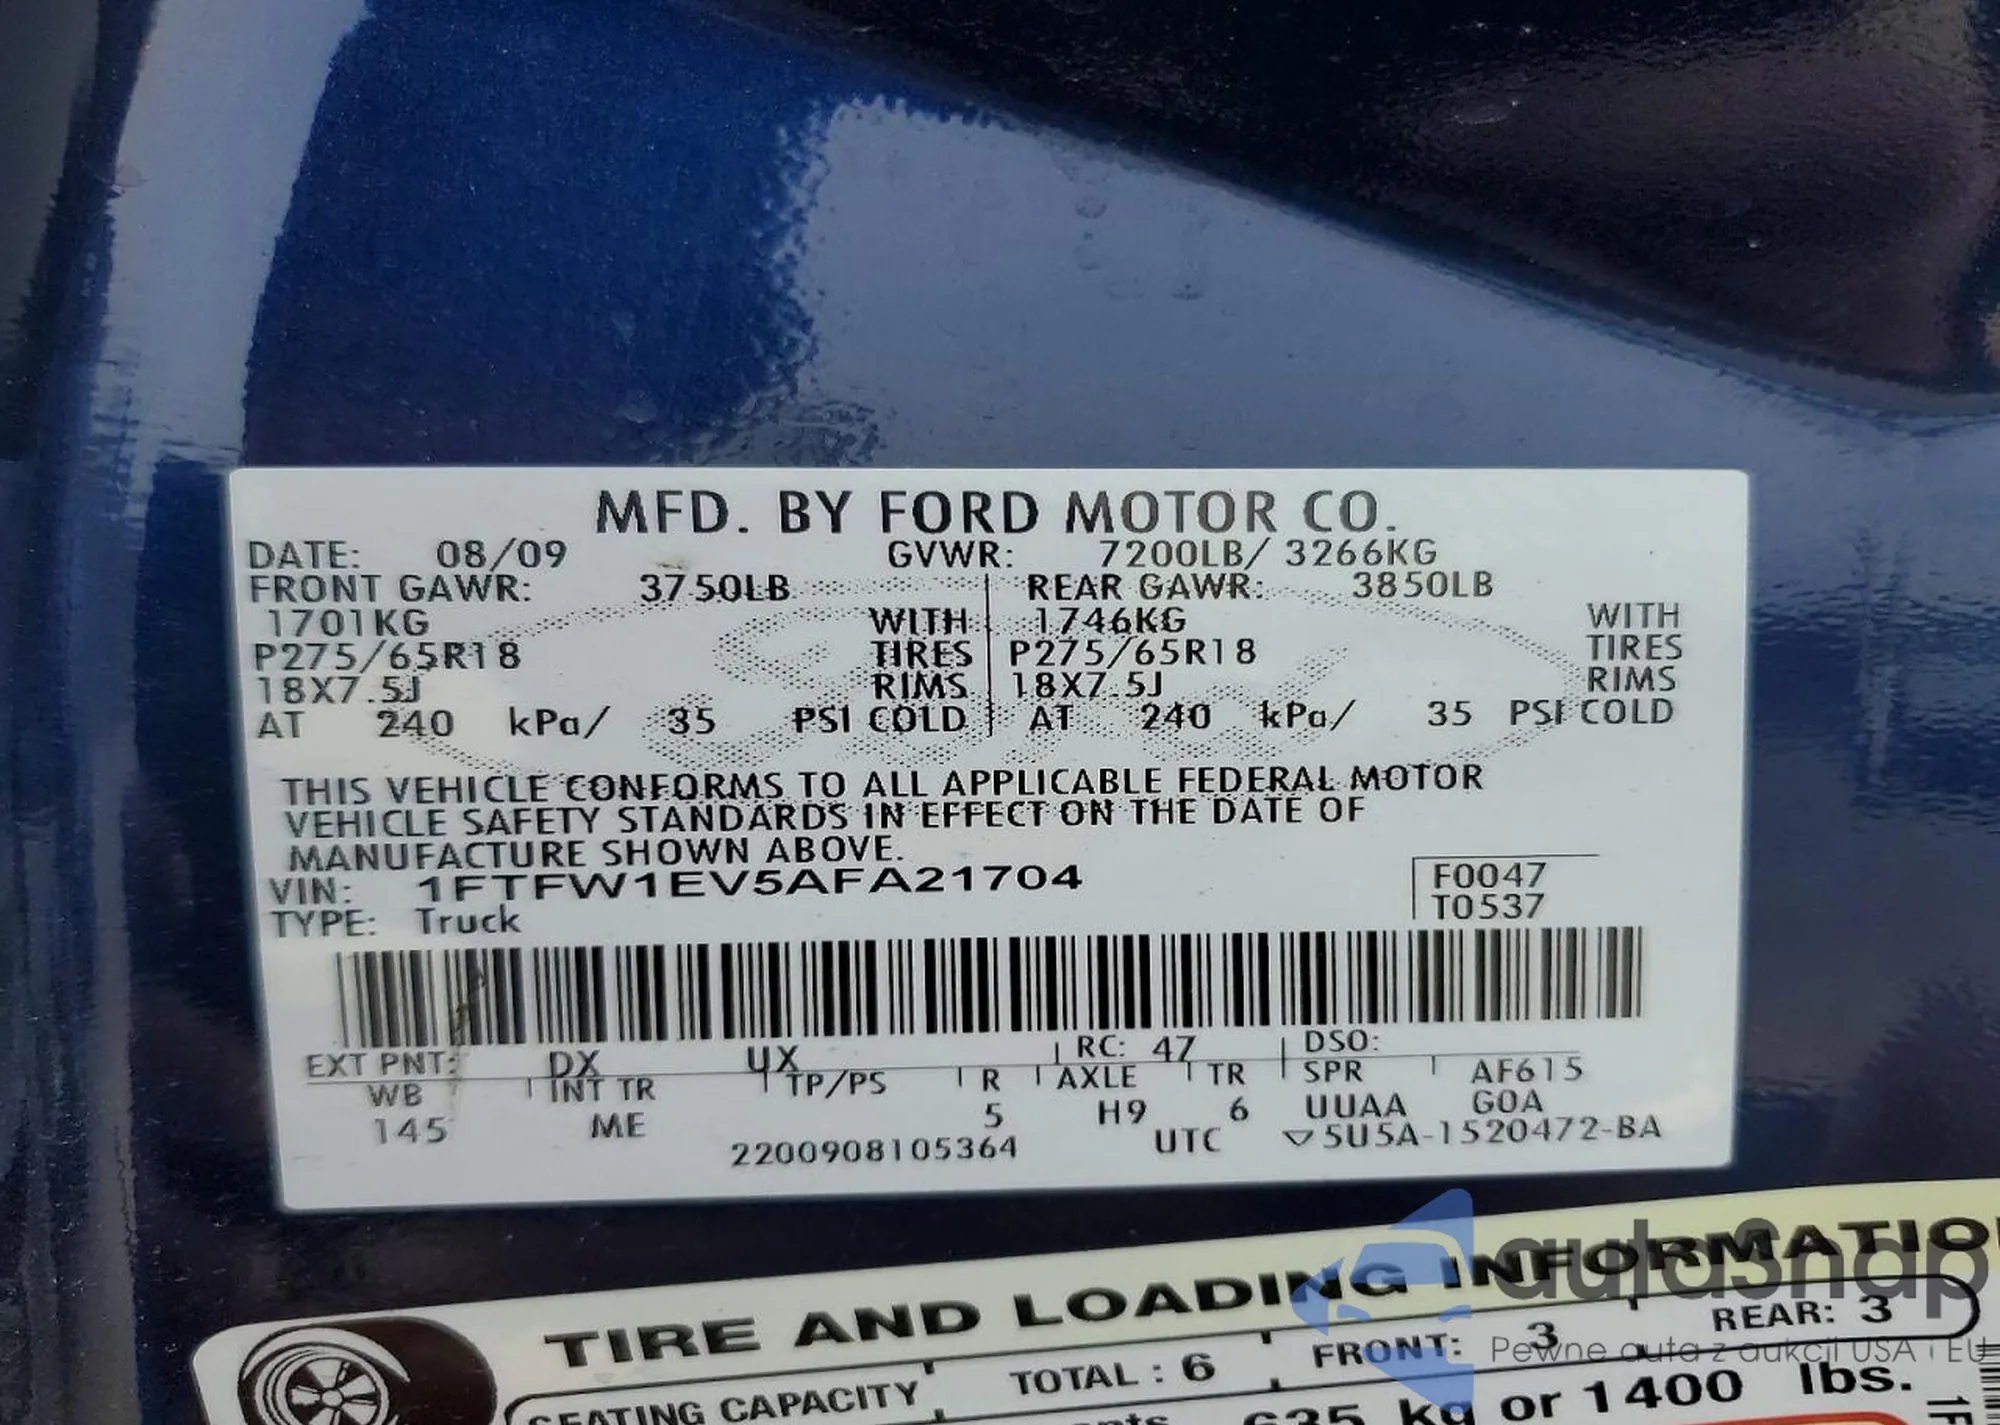 MFD. BY FORD MOTOR CO.
DATE: 08/09 GVWR: 7200LB/ 3266KG
FRONT GAWR: 3750LB REAR GAWR: 3850LB
1701KG WITH 1746KG WITH
P275/65R18 TIRES P275/65R18 TIRES
18X7.5J RIMS 18X7.5J RIMS
AT 240 kPa/ 35 PSI COLD AT 240 kPa/ 35 PSI COLD
THIS VEHICLE CONFORMS TO ALL APPLICABLE FEDERAL MOTOR
VEHICLE SAFETY STANDARDS IN EFFECT ON THE DATE OF
MANUFACTURE SHOWN ABOVE.
VIN: 1FTFW1EV5AFA21704 F0047
TYPE: Truck T0537
EXT PNT: DX UX RC: 47 DSO:
WB INT TR TP/PS R AXLE TR SPR AF615
145 ME 5 H9 6 UUAA GOA
2200908105364 UTC ▽5U5A-1520472-BA
TIRE AND LOADING INFORMATIO
SEATING CAPACITY TOTAL : 6 FRONT: 3 REAR: 3
635 kg or 1400 lbs.
autaSnap
Pewne auta z aukcji USA i EU